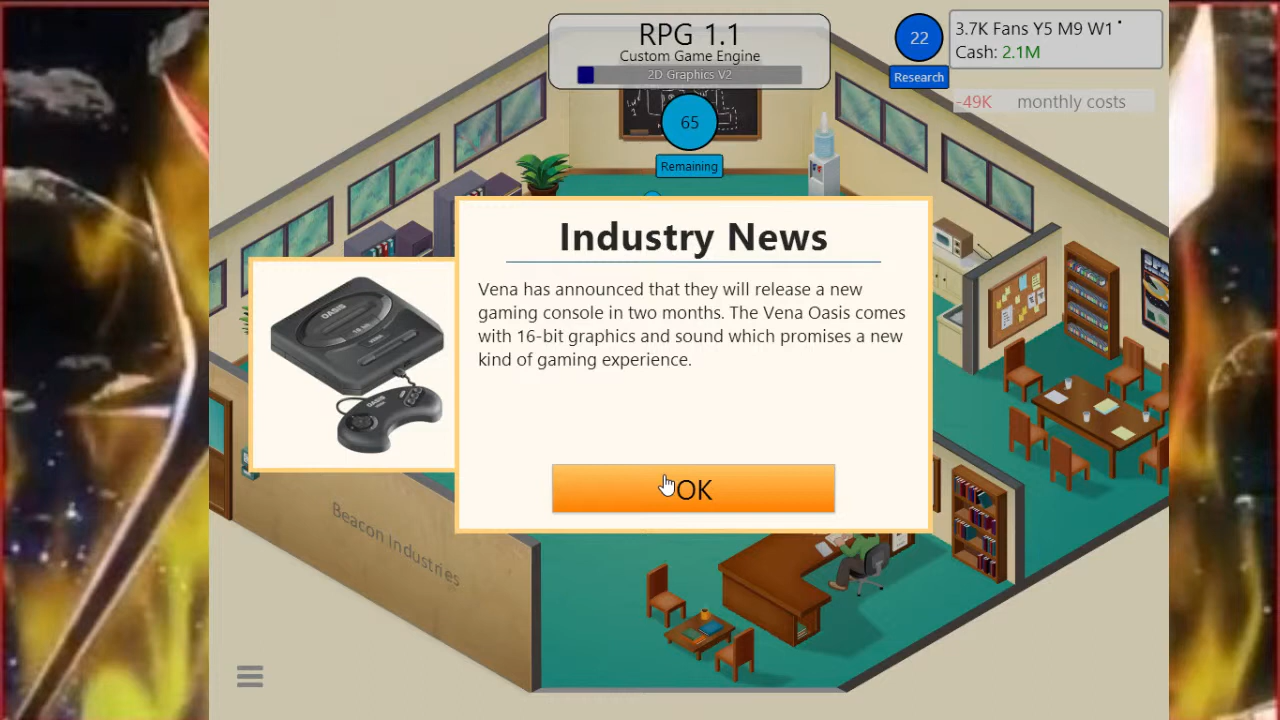 RPG 1.1
Custom Game Engine
2D Graphics V2
65
Remaining
22
Research
3.7K Fans Y5 M9 W1
Cash: 2.1M
-49K monthly costs
Industry News
Vena has announced that they will release a new
gaming console in two months. The Vena Oasis comes
with 16-bit graphics and sound which promises a new
kind of gaming experience.
OK
OASIS
Beacon Industries